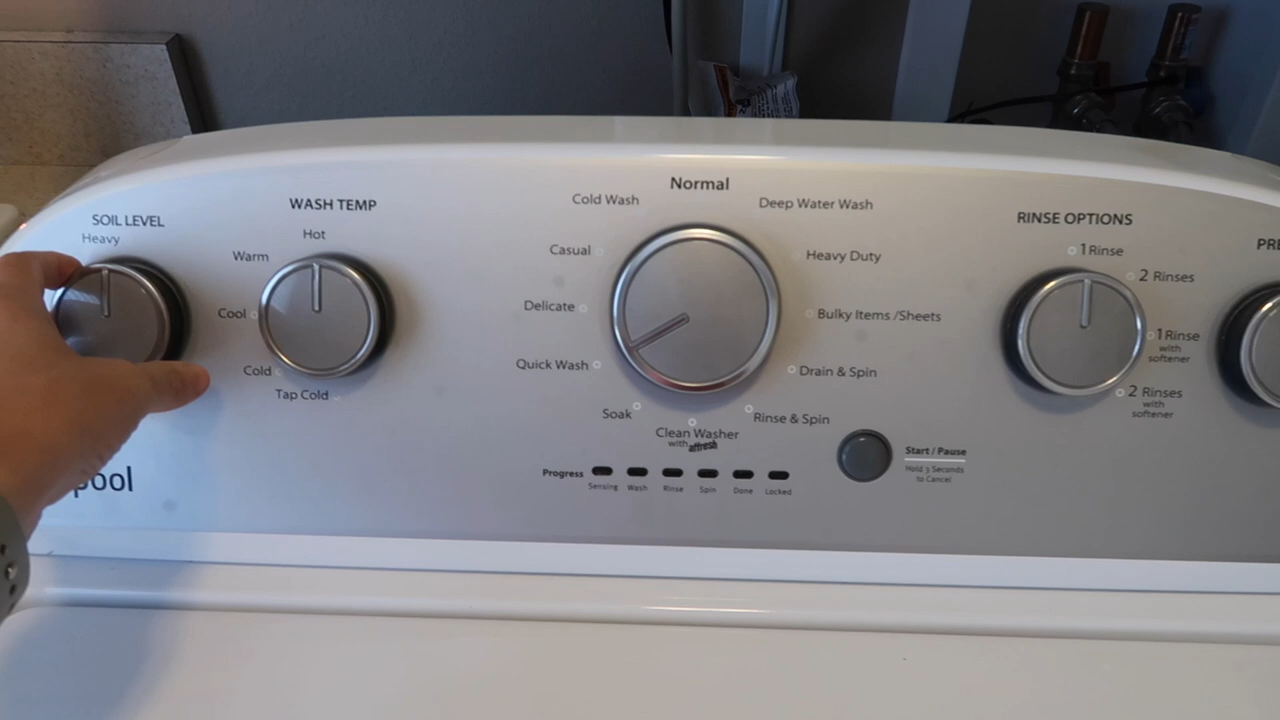 SOIL LEVEL
Heavy
WASH TEMP
Hot
Warm
Cool
Cold
Tap Cold
Normal
Cold Wash
Deep Water Wash
Casual
Heavy Duty
Delicate
Bulky Items /Sheets
Quick Wash
Drain & Spin
Soak
Rinse & Spin
Clean Washer
with affresh
Progress
Sensing Wash Rinse Spin Done Locked
Start / Pause
Hold 3 Seconds
to Cancel
RINSE OPTIONS
1 Rinse
2 Rinses
1 Rinse
with
softener
2 Rinses
with
softener
PRE
pool